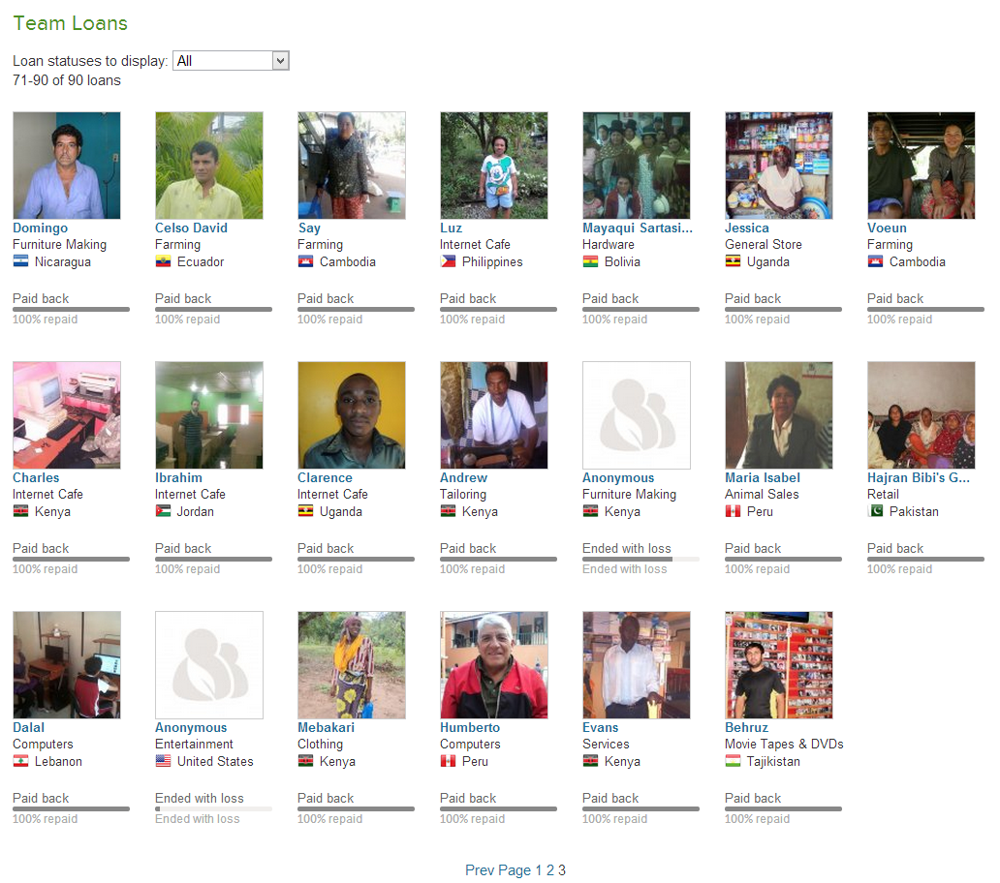 Team Loans
Loan statuses to display: All
71-90 of 90 loans
Domingo
Furniture Making
Nicaragua
Paid back
100% repaid
Celso David
Farming
Ecuador
Paid back
100% repaid
Say
Farming
Cambodia
Paid back
100% repaid
Luz
Internet Cafe
Philippines
Paid back
100% repaid
Mayaqui Sartasi...
Hardware
Bolivia
Paid back
100% repaid
Jessica
General Store
Uganda
Paid back
100% repaid
Voeun
Farming
Cambodia
Paid back
100% repaid
Charles
Internet Cafe
Kenya
Paid back
100% repaid
Ibrahim
Internet Cafe
Jordan
Paid back
100% repaid
Clarence
Internet Cafe
Uganda
Paid back
100% repaid
Andrew
Tailoring
Kenya
Paid back
100% repaid
Anonymous
Furniture Making
Kenya
Ended with loss
Ended with loss
Maria Isabel
Animal Sales
Peru
Paid back
100% repaid
Hajran Bibi's G...
Retail
Pakistan
Paid back
100% repaid
Dalal
Computers
Lebanon
Paid back
100% repaid
Anonymous
Entertainment
United States
Ended with loss
Ended with loss
Mebakari
Clothing
Kenya
Paid back
100% repaid
Humberto
Computers
Peru
Paid back
100% repaid
Evans
Services
Kenya
Paid back
100% repaid
Behruz
Movie Tapes & DVDs
Tajikistan
Paid back
100% repaid
Prev Page 1 2 3